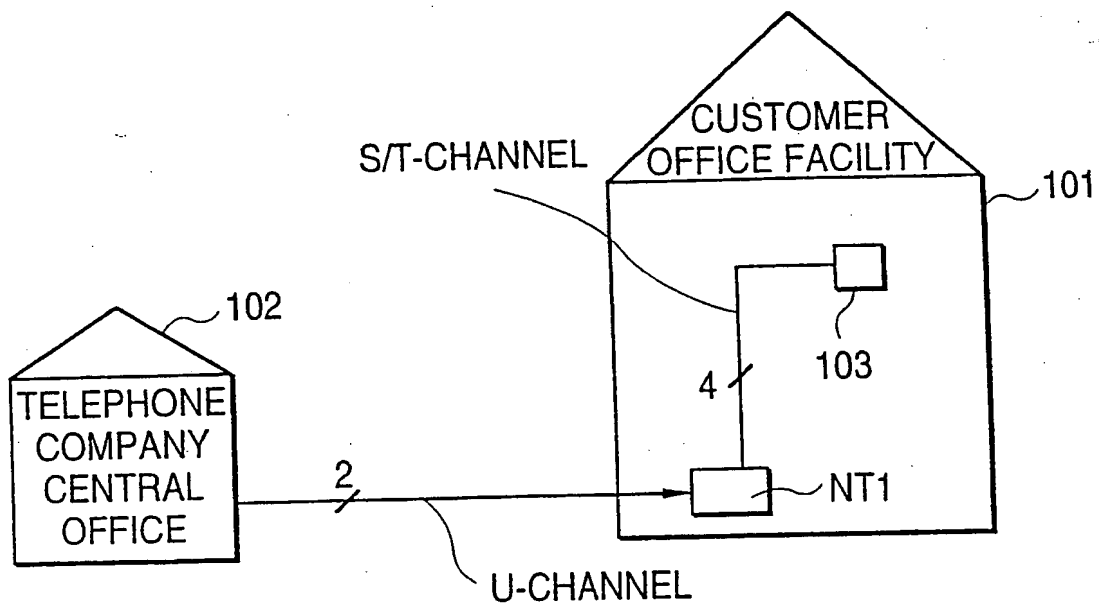 CUSTOMER
OFFICE FACILITY
S/T-CHANNEL
101
102
103
4
TELEPHONE
COMPANY
CENTRAL
OFFICE
2
NT1
U-CHANNEL